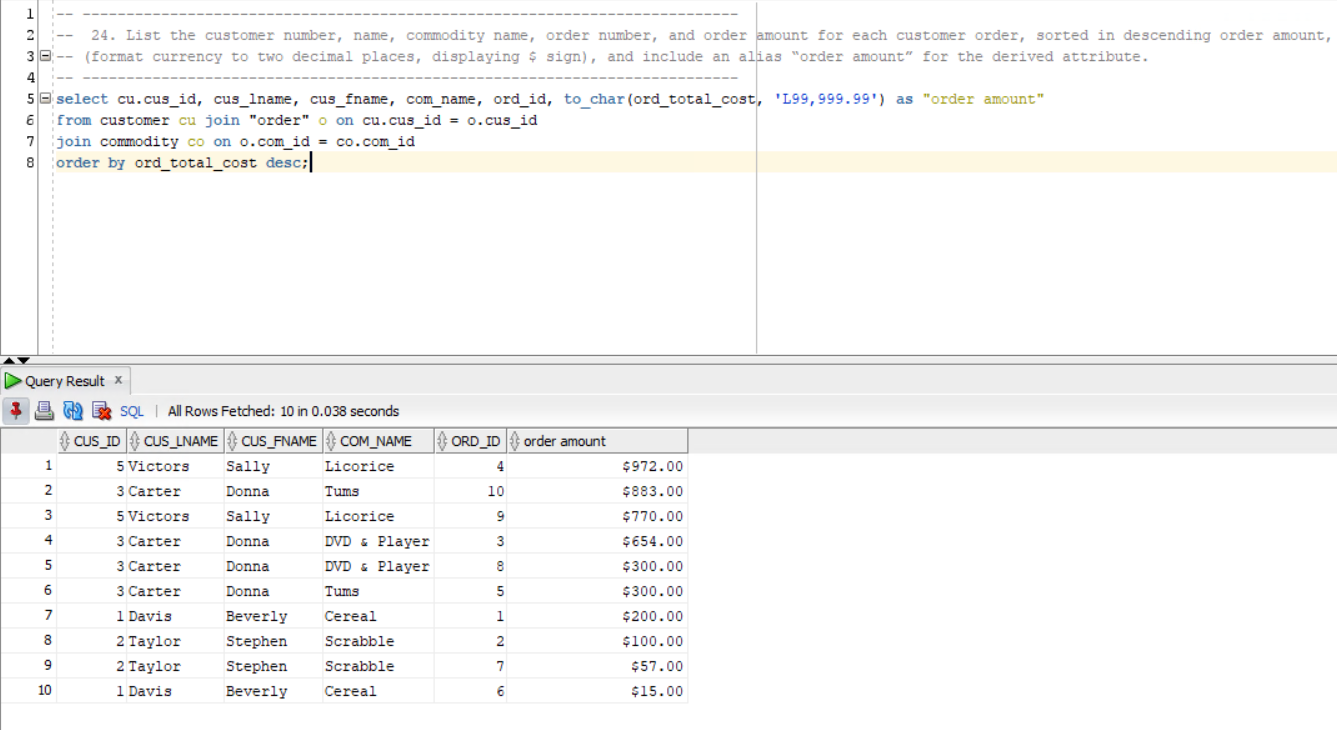 1 -- ---------------------------------------------------------------------------
2 -- 24. List the customer number, name, commodity name, order number, and order amount for each customer order, sorted in descending order amount,
3 -- (format currency to two decimal places, displaying $ sign), and include an alias “order amount” for the derived attribute.
4 -- ---------------------------------------------------------------------------
5 select cu.cus_id, cus_lname, cus_fname, com_name, ord_id, to_char(ord_total_cost, 'L99,999.99') as "order amount"
6 from customer cu join "order" o on cu.cus_id = o.cus_id
7 join commodity co on o.com_id = co.com_id
8 order by ord_total_cost desc;
Query Result x
SQL | All Rows Fetched: 10 in 0.038 seconds
CUS_ID CUS_LNAME CUS_FNAME COM_NAME ORD_ID order amount
1 5 Victors Sally Licorice 4 $972.00
2 3 Carter Donna Tums 10 $883.00
3 5 Victors Sally Licorice 9 $770.00
4 3 Carter Donna DVD & Player 3 $654.00
5 3 Carter Donna DVD & Player 8 $300.00
6 3 Carter Donna Tums 5 $300.00
7 1 Davis Beverly Cereal 1 $200.00
8 2 Taylor Stephen Scrabble 2 $100.00
9 2 Taylor Stephen Scrabble 7 $57.00
10 1 Davis Beverly Cereal 6 $15.00